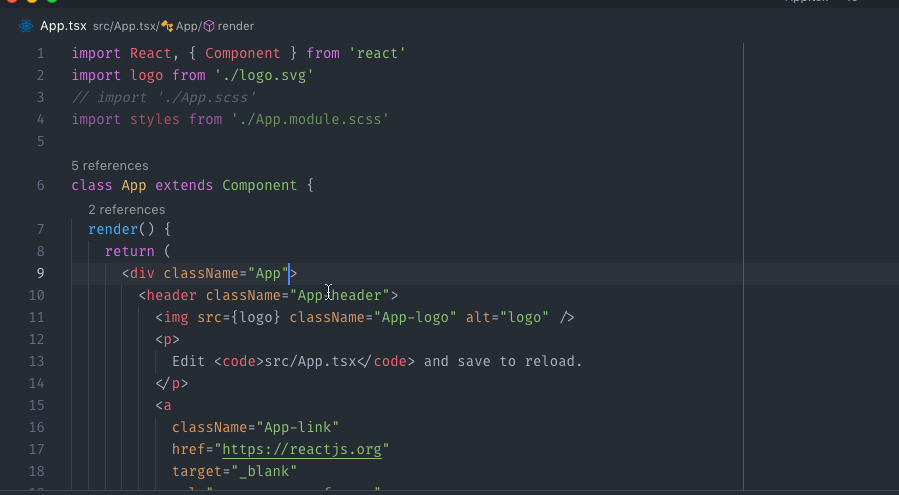 App.tsx src/App.tsx/ App/ render
1 import React, { Component } from 'react'
2 import logo from './logo.svg'
3 // import './App.scss'
4 import styles from './App.module.scss'
5
5 references
6 class App extends Component {
2 references
7 render() {
8 return (
9 <div className="App">
10 <header className="App-header">
11 <img src={logo} className="App-logo" alt="logo" />
12 <p>
13 Edit <code>src/App.tsx</code> and save to reload.
14 </p>
15 <a
16 className="App-link"
17 href="https://reactjs.org"
18 target="_blank"